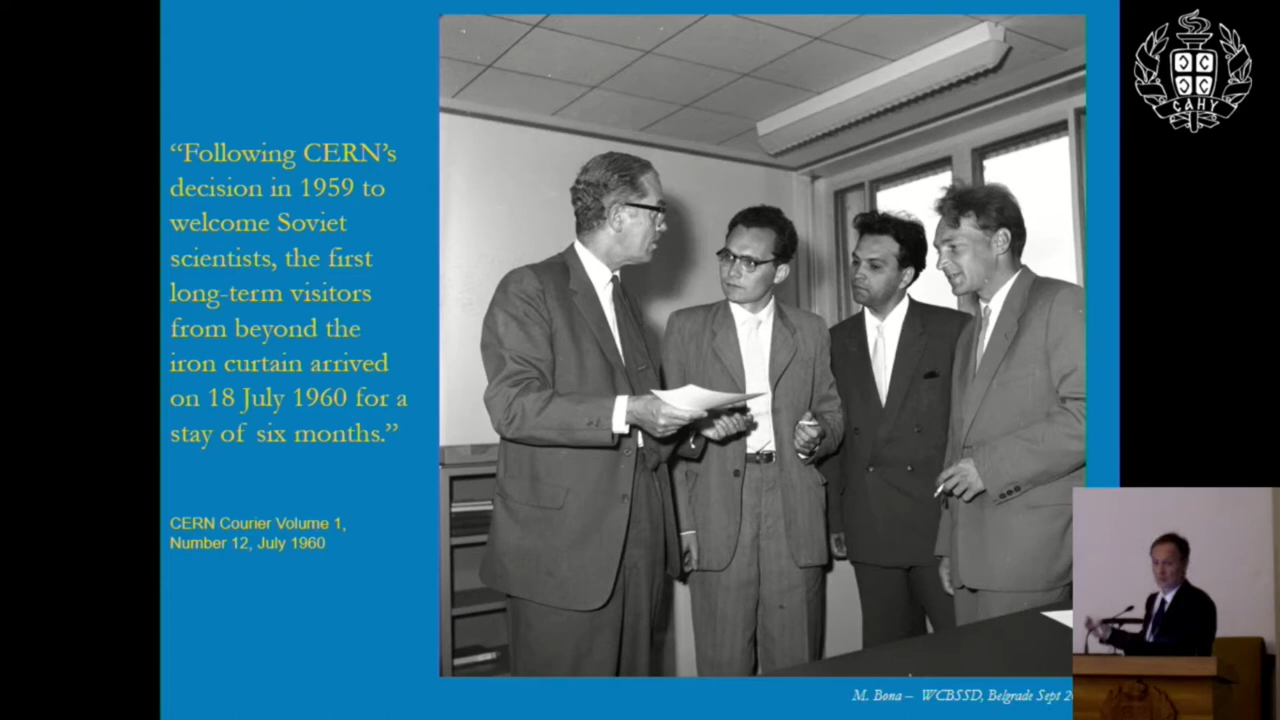 “Following CERN’s
decision in 1959 to
welcome Soviet
scientists, the first
long-term visitors
from beyond the
iron curtain arrived
on 18 July 1960 for a
stay of six months.”
CERN Courier Volume 1,
Number 12, July 1960
M. Bona – WCBSSD, Belgrade Sept
САНУ